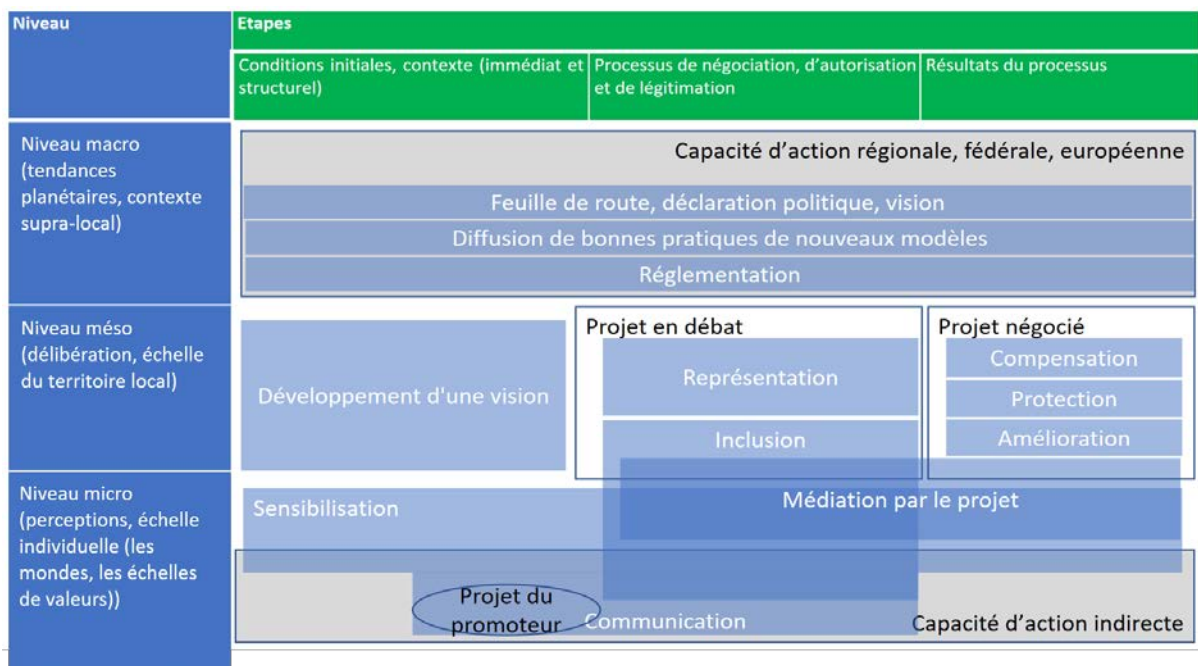 Niveau
Etapes
Conditions initiales, contexte (immédiat et
structurel)
Processus de négociation, d'autorisation
et de légitimation
Résultats du processus
Niveau macro
(tendances
planétaires, contexte
supra-local)
Capacité d'action régionale, fédérale, européenne
Feuille de route, déclaration politique, vision
Diffusion de bonnes pratiques de nouveaux modèles
Réglementation
Niveau méso
(délibération, échelle
du territoire local)
Développement d'une vision
Projet en débat
Représentation
Inclusion
Projet négocié
Compensation
Protection
Amélioration
Niveau micro
(perceptions, échelle
individuelle (les
mondes, les échelles
de valeurs))
Sensibilisation
Médiation par le projet
Projet du
promoteur
Communication
Capacité d'action indirecte